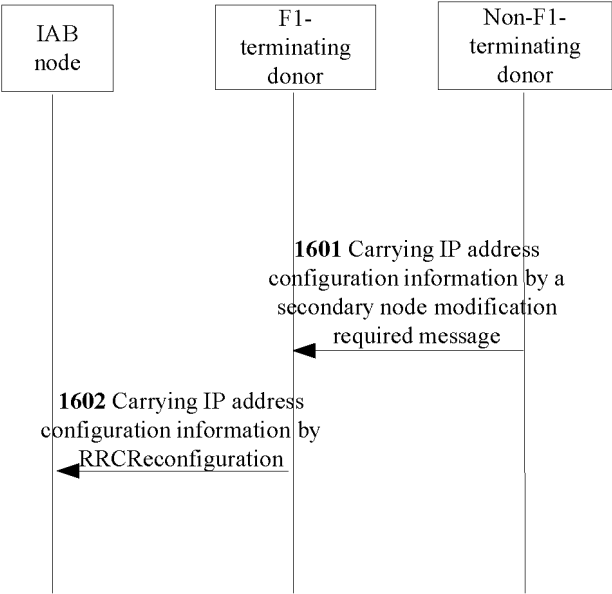 IAB
node
F1-
terminating
donor
Non-F1-
terminating
donor
1601 Carrying IP address
configuration information by a
secondary node modification
required message
1602 Carrying IP address
configuration information by
RRCReconfiguration